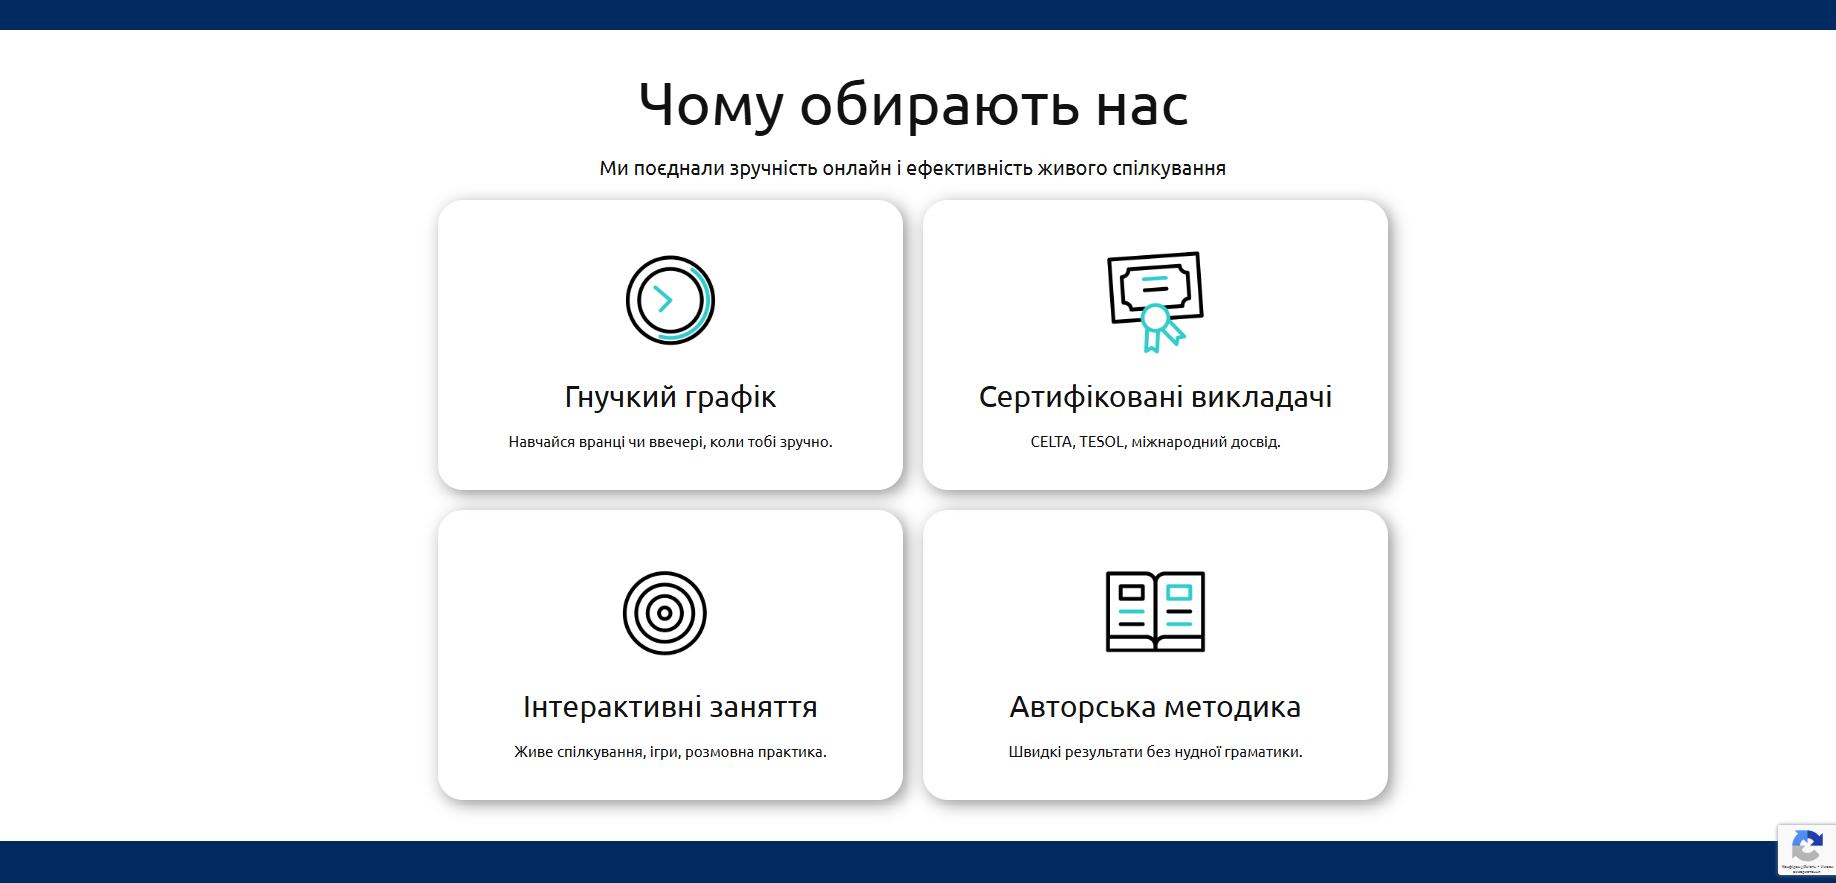 Чому обирають нас
Ми поєднали зручність онлайн і ефективність живого спілкування
Гнучкий графік
Сертифіковані викладачі
Навчайся вранці чи ввечері, коли тобі зручно.
CELTA, TESOL, міжнародний досвід.
Інтерактивні заняття
Авторська методика
Живе спілкування, ігри, розмовна практика.
Швидкі результати без нудної граматики.